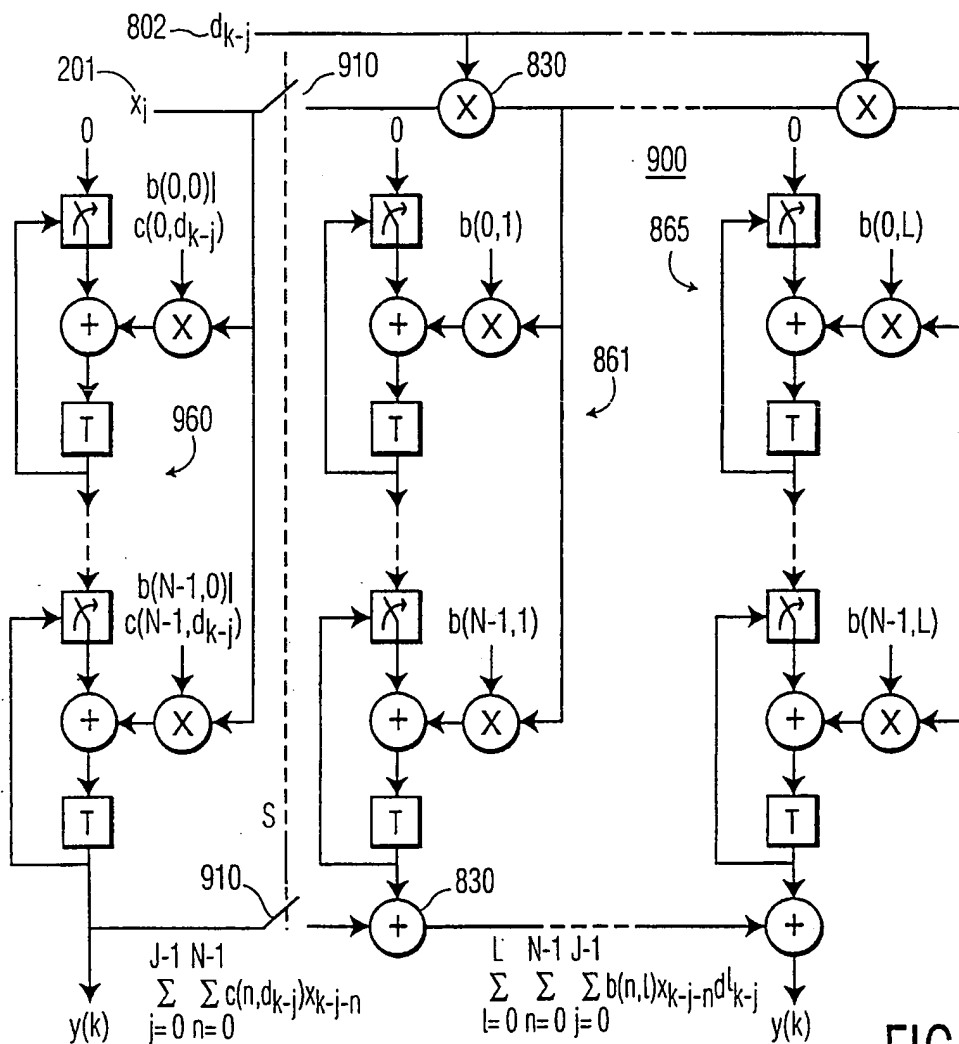 802 d_{k-j}
201 910 830
x_j X X
0 0 0
900
b(0,0)| b(0,1) 865 b(0,L)
c(0,d_{k-j})
+ X + X + X
861
T 960 T T
b(N-1,0)| b(N-1,1) b(N-1,L)
c(N-1,d_{k-j})
+ X + X + X
T S T T
910 + 830 +
J-1 N-1 L N-1 J-1
Σ Σ c(n,d_{k-j})x_{k-j-n} Σ Σ Σ b(n,l)x_{k-j-n}d^l_{k-j}
j=0 n=0 l=0 n=0 j=0
y(k) y(k)